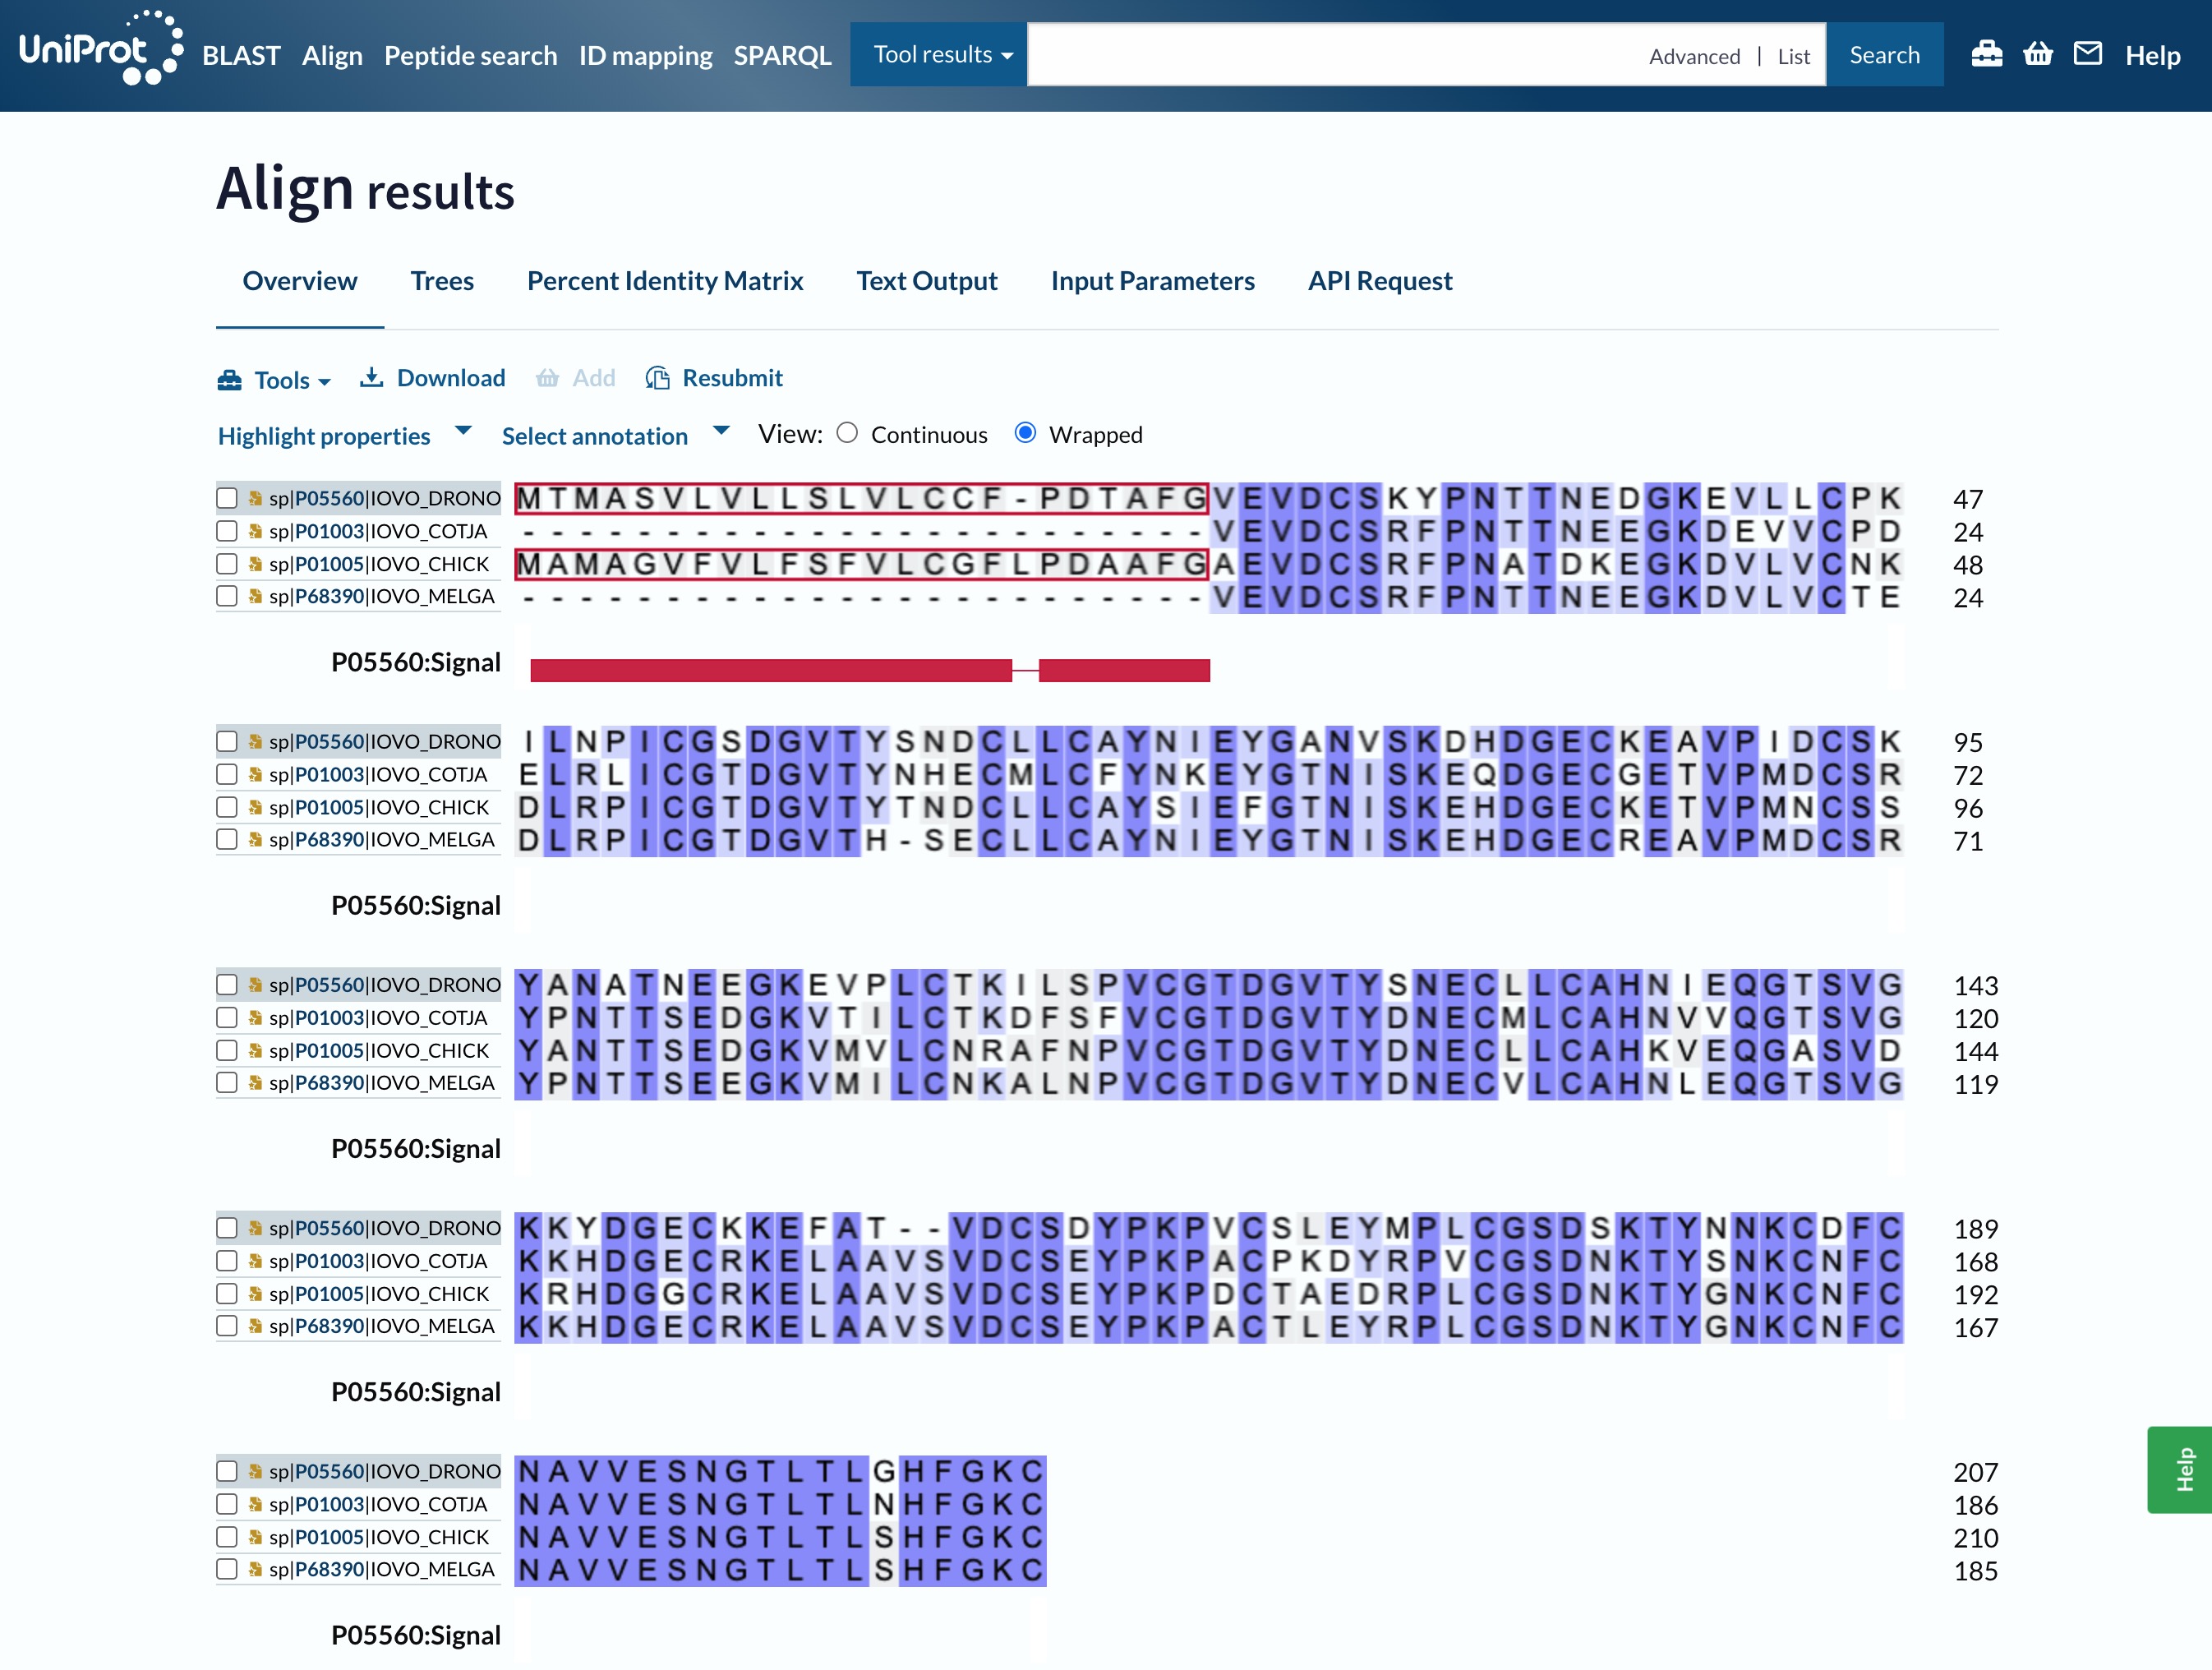 UniProt BLAST Align Peptide search ID mapping SPARQL Tool results Advanced | List Search Help
Align results
Overview Trees Percent Identity Matrix Text Output Input Parameters API Request
Tools Download Add Resubmit
Highlight properties Select annotation View: Continuous Wrapped
sp|P05560|IOVO_DRONO MTMASVLVLLSLVLCCF-PDTAFGVEVDCSKYPNTTNEDGKEVLLCPK 47
sp|P01003|IOVO_COTJA ------------------------VEVDCSRFPNTTNEEGKDEVVCPD 24
sp|P01005|IOVO_CHICK MAMAGVFVLFSFVLCGFLPDAAFGAEVDCSRFPNATDKEGKDVLVCNK 48
sp|P68390|IOVO_MELGA ------------------------VEVDCSRFPNTTNEEGKDVLVCTE 24
P05560:Signal
sp|P05560|IOVO_DRONO ILNPICGSDGVTYSNDCLLCAYNIEYGANVSKDHDGECKEAVPIDCSK 95
sp|P01003|IOVO_COTJA ELRLICGTDGVTYNHECMLCFYNKEYGTNISKEQDGECGETVPMDCSR 72
sp|P01005|IOVO_CHICK DLRPICGTDGVTYTNDCLLCAYSIEFGTNISKEHDGECKETVPMNCSS 96
sp|P68390|IOVO_MELGA DLRPICGTDGVTH-SECLLCAYNIEYGTNISKEHDGECREAVPMDCSR 71
P05560:Signal
sp|P05560|IOVO_DRONO YANATNEEGKEVPLCTKILSPVCGTDGVTYSNECLLCAHNIEQGTSVG 143
sp|P01003|IOVO_COTJA YPNTTSEDGKVTILCTKDFSFVCGTDGVTYDNECMLCAHNVVQGTSVG 120
sp|P01005|IOVO_CHICK YANTTSEDGKVMVLCNRAFNPVCGTDGVTYDNECLLCAHKVEQGASVD 144
sp|P68390|IOVO_MELGA YPNTTSEEGKVMILCNKALNPVCGTDGVTYDNECVLCAHNLEQGTSVG 119
P05560:Signal
sp|P05560|IOVO_DRONO KKYDGECKKEFAT--VDCSDYPKPVCSLEYMPLCGSDSKTYNNKCDFC 189
sp|P01003|IOVO_COTJA KKHDGECRKELAAVSVDCSEYPKPACPKDYRPVCGSDNKTYSNKCNFC 168
sp|P01005|IOVO_CHICK KRHDGGCRKELAAVSVDCSEYPKPDCTAEDRPLCGSDNKTYGNKCNFC 192
sp|P68390|IOVO_MELGA KKHDGECRKELAAVSVDCSEYPKPACTLEYRPLCGSDNKTYGNKCNFC 167
P05560:Signal
Help
sp|P05560|IOVO_DRONO NAVVESNGTLTLGHFGKC 207
sp|P01003|IOVO_COTJA NAVVESNGTLTLNHFGKC 186
sp|P01005|IOVO_CHICK NAVVESNGTLTLSHFGKC 210
sp|P68390|IOVO_MELGA NAVVESNGTLTLSHFGKC 185
P05560:Signal